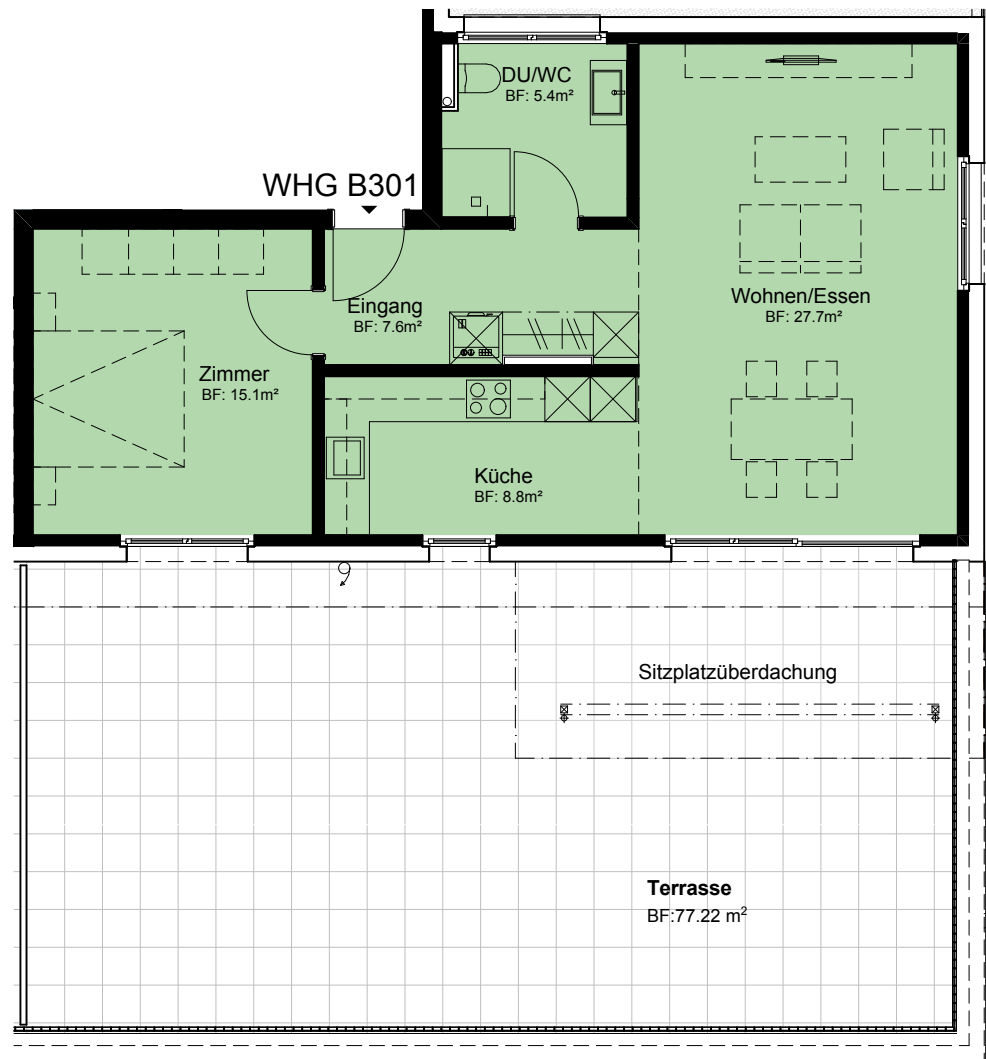 DU/WC
BF: 5.4m²
WHG B301
Eingang
BF: 7.6m²
Wohnen/Essen
BF: 27.7m²
Zimmer
BF: 15.1m²
Küche
BF: 8.8m²
Sitzplatzüberdachung
Terrasse
BF:77.22 m²